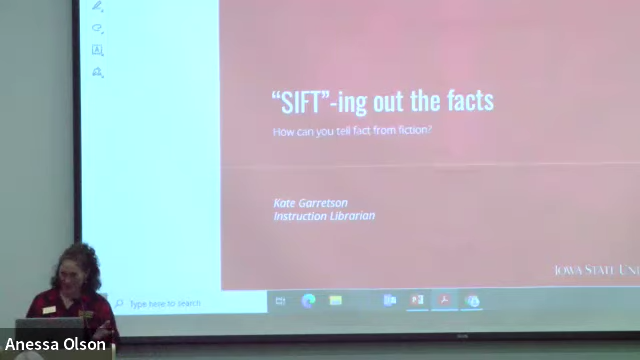 “SIFT”-ing out the facts
How can you tell fact from fiction?
Kate Garretson
Instruction Librarian
IOWA STATE
Type here to search
Anessa Olson